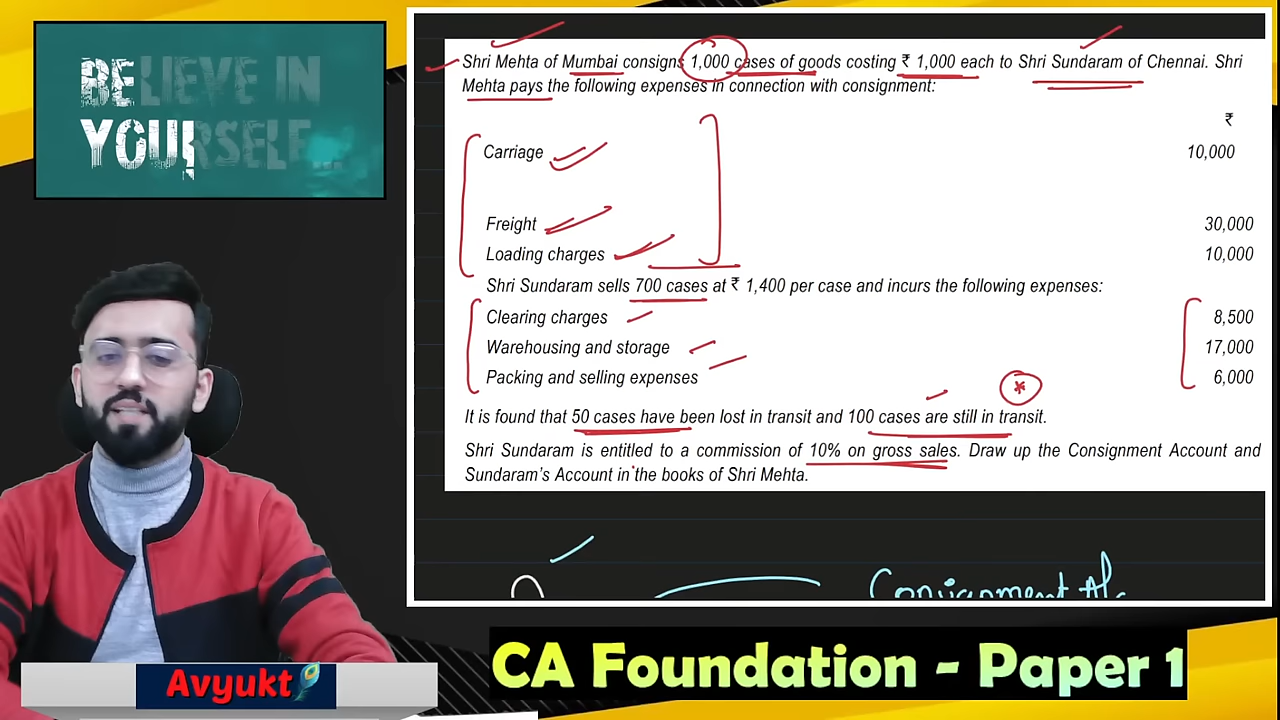 BELIEVE IN
YOURSELF...
Shri Mehta of Mumbai consigns 1,000 cases of goods costing ₹ 1,000 each to Shri Sundaram of Chennai. Shri
Mehta pays the following expenses in connection with consignment:
₹
Carriage 10,000
Freight 30,000
Loading charges 10,000
Shri Sundaram sells 700 cases at ₹ 1,400 per case and incurs the following expenses:
Clearing charges 8,500
Warehousing and storage 17,000
Packing and selling expenses 6,000
*
It is found that 50 cases have been lost in transit and 100 cases are still in transit.
Shri Sundaram is entitled to a commission of 10% on gross sales. Draw up the Consignment Account and
Sundaram's Account in the books of Shri Mehta.
Consignment A/c
Avyukt
CA Foundation - Paper 1